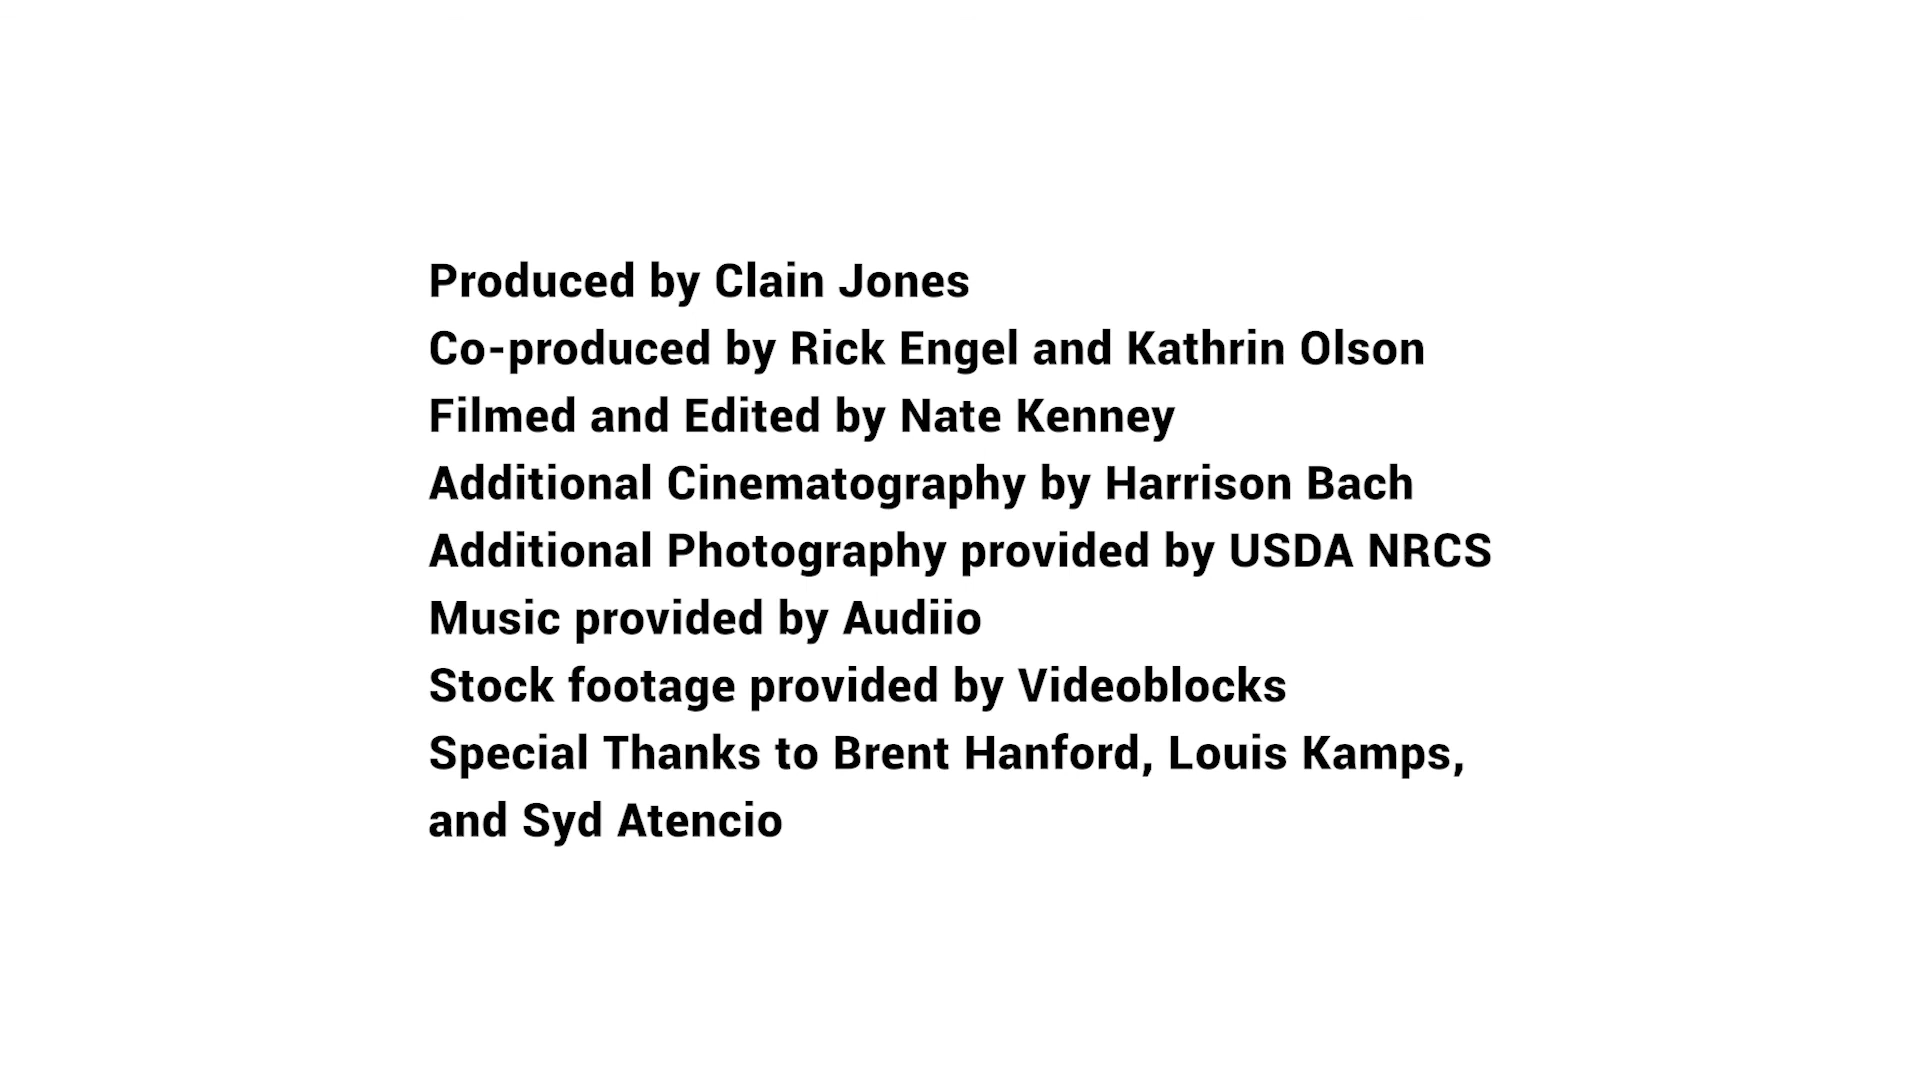 Produced by Clain Jones
Co-produced by Rick Engel and Kathrin Olson
Filmed and Edited by Nate Kenney
Additional Cinematography by Harrison Bach
Additional Photography provided by USDA NRCS
Music provided by Audiio
Stock footage provided by Videoblocks
Special Thanks to Brent Hanford, Louis Kamps,
and Syd Atencio